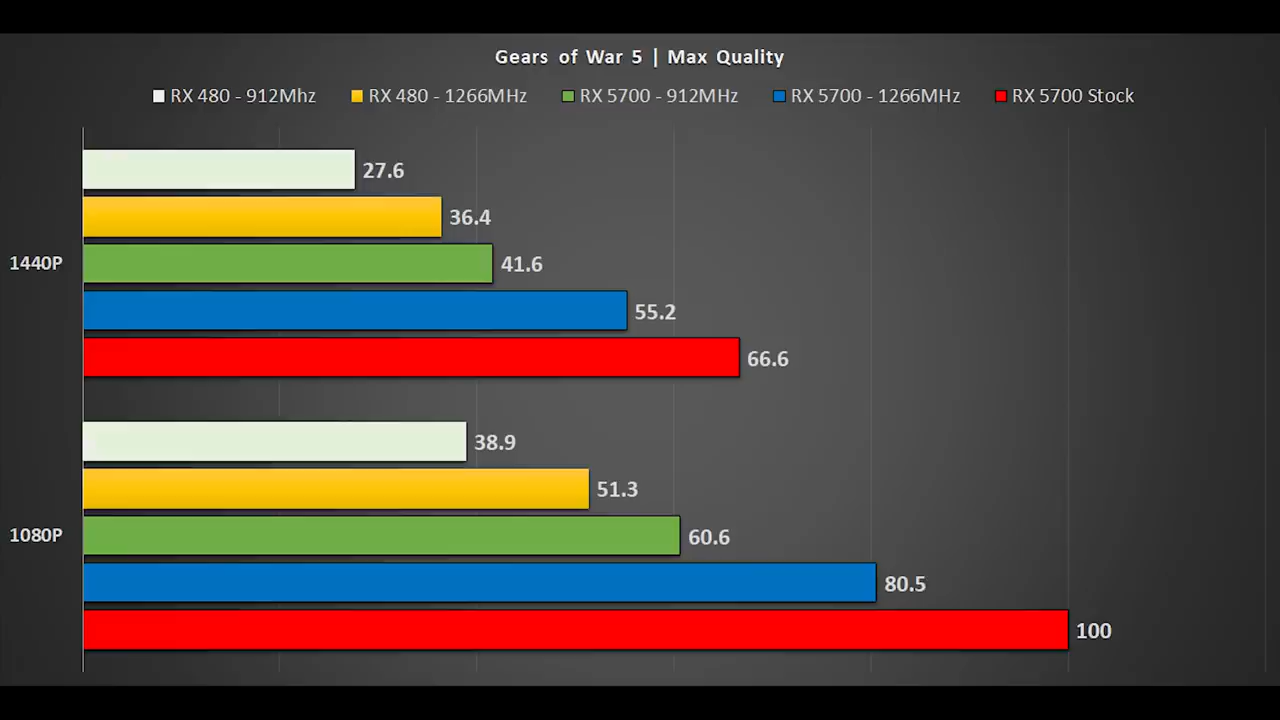 Gears of War 5 | Max Quality
RX 480 - 912Mhz RX 480 - 1266MHz RX 5700 - 912MHz RX 5700 - 1266MHz RX 5700 Stock
27.6
36.4
1440P 41.6
55.2
66.6
38.9
51.3
1080P 60.6
80.5
100